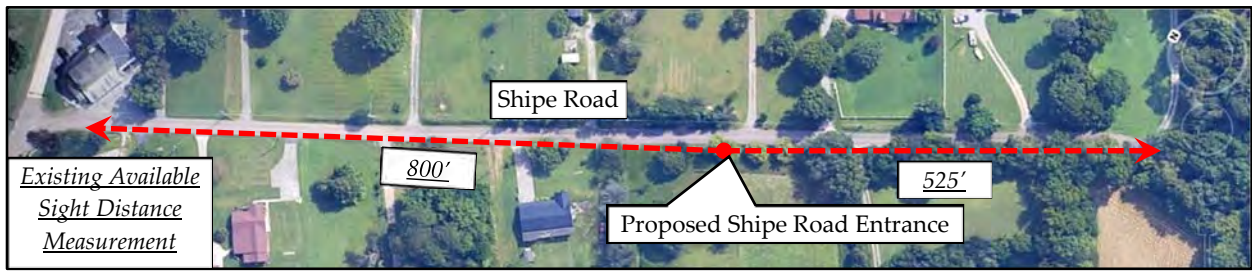 Shipe Road
800'
525'
Existing Available
Sight Distance
Measurement
Proposed Shipe Road Entrance
N